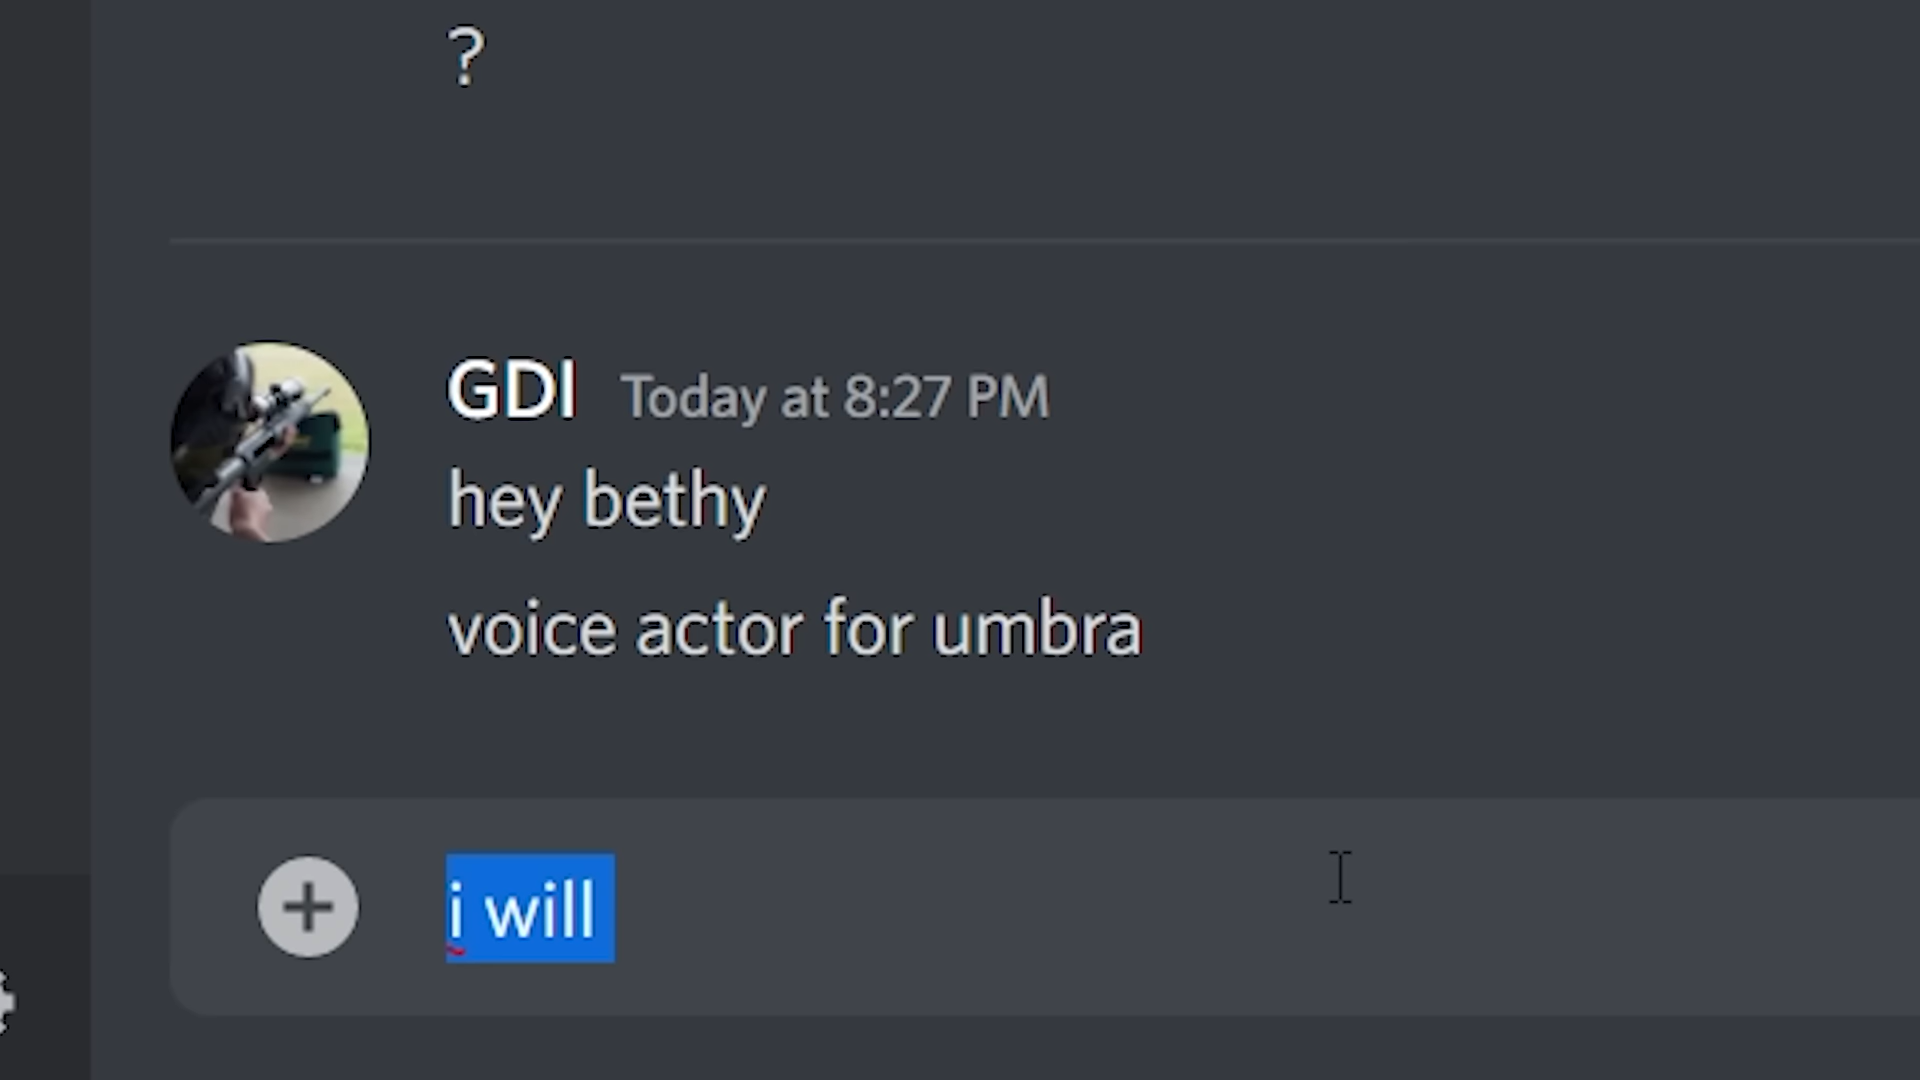 ?
GDI Today at 8:27 PM
hey bethy
voice actor for umbra
i will